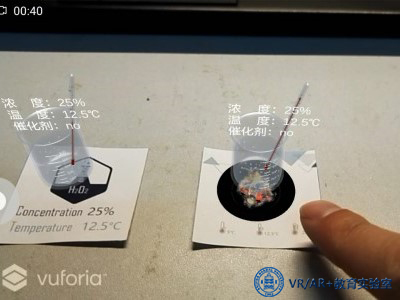 00:40
浓 度: 25%
温 度: 12.5℃
催化剂: no
浓 度: 25%
温 度: 12.5℃
催化剂: no
H₂O₂
Concentration 25%
Temperature 12.5°C
vuforia™
VR/AR+教育实验室